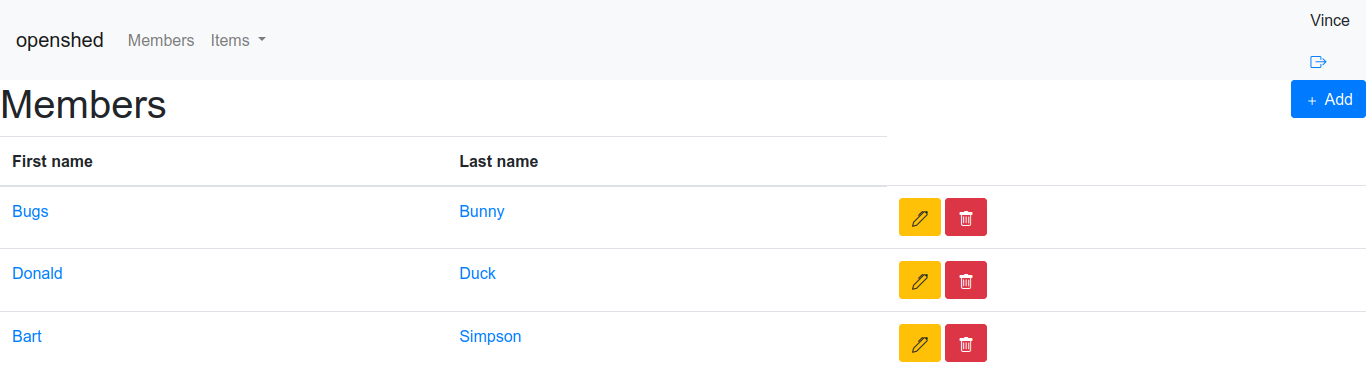 Vince
openshed Members Items
Members + Add
First name Last name
Bugs Bunny
Donald Duck
Bart Simpson